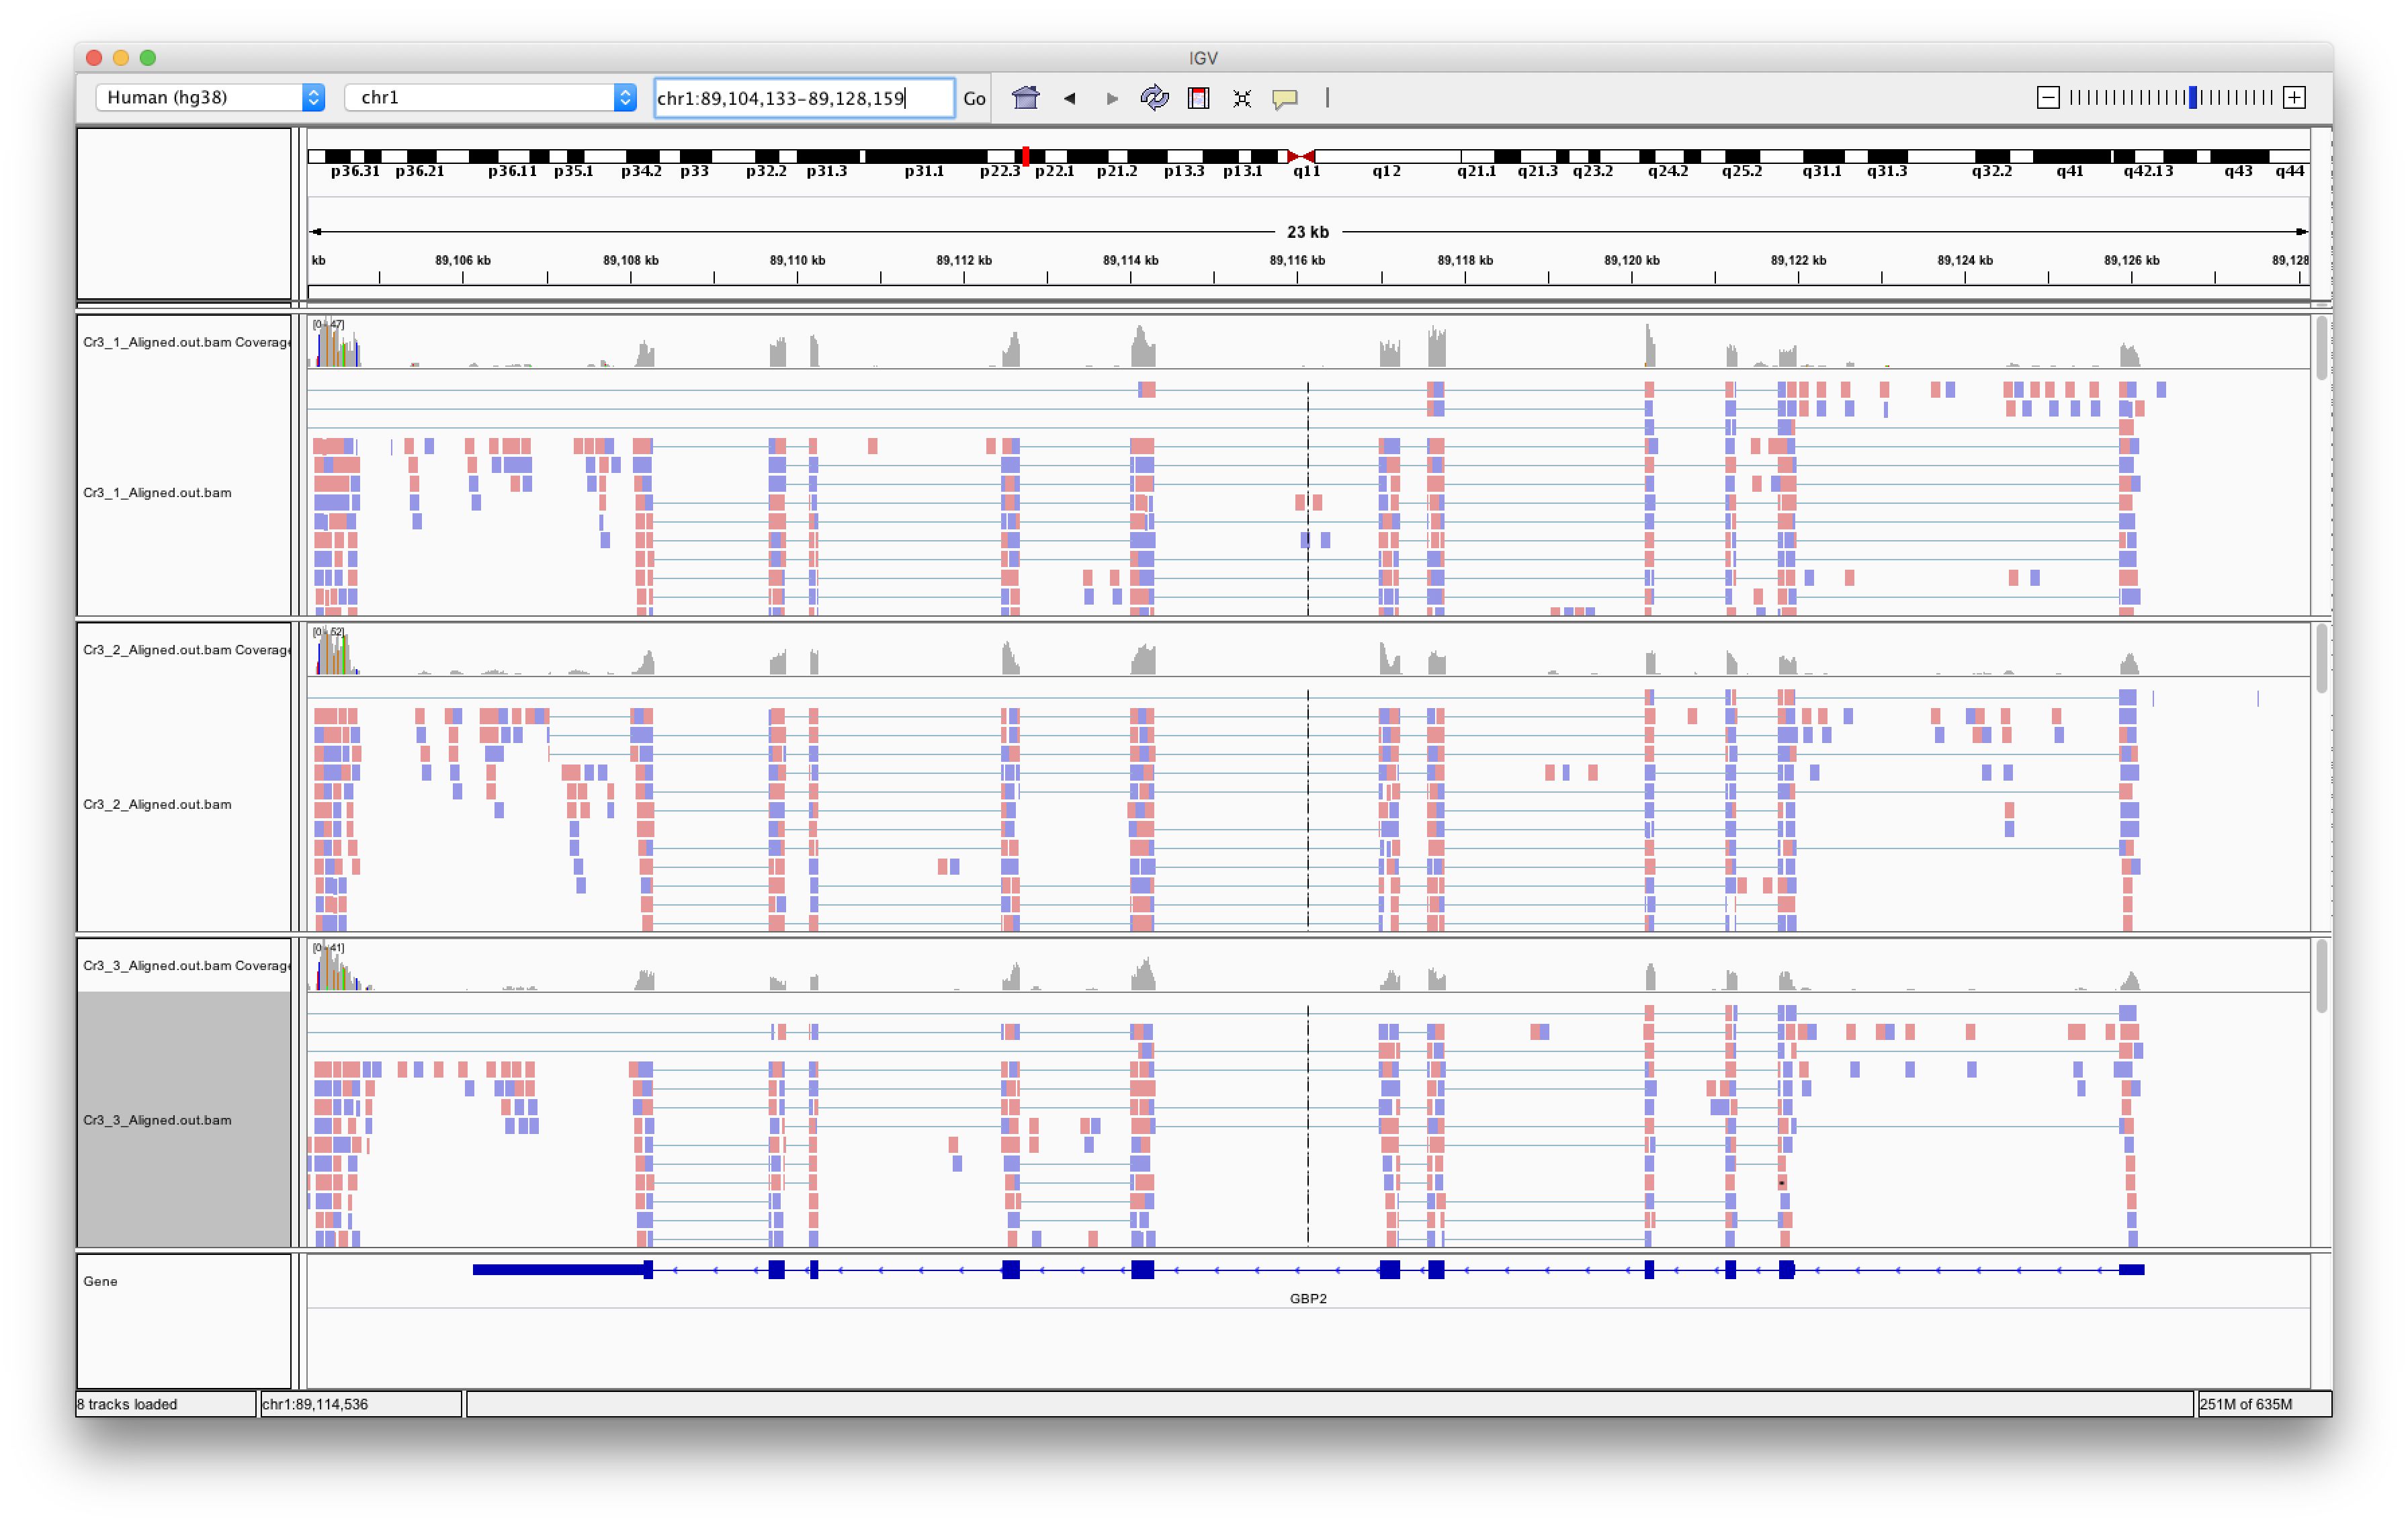 IGV
Human (hg38) chr1 chr1:89,104,133-89,128,159 Go
p36.31 p36.21 p36.11 p35.1 p34.2 p33 p32.2 p31.3 p31.1 p22.3 p22.1 p21.2 p13.3 p13.1 q11 q12 q21.1 q21.3 q23.2 q24.2 q25.2 q31.1 q31.3 q32.2 q41 q42.13 q43 q44
23 kb
kb 89,106 kb 89,108 kb 89,110 kb 89,112 kb 89,114 kb 89,116 kb 89,118 kb 89,120 kb 89,122 kb 89,124 kb 89,126 kb 89,128
[0 - 47]
Cr3_1_Aligned.out.bam Coverage
Cr3_1_Aligned.out.bam
[0 - 52]
Cr3_2_Aligned.out.bam Coverage
Cr3_2_Aligned.out.bam
[0 - 41]
Cr3_3_Aligned.out.bam Coverage
Cr3_3_Aligned.out.bam
Gene
GBP2
8 tracks loaded chr1:89,114,536 251M of 635M